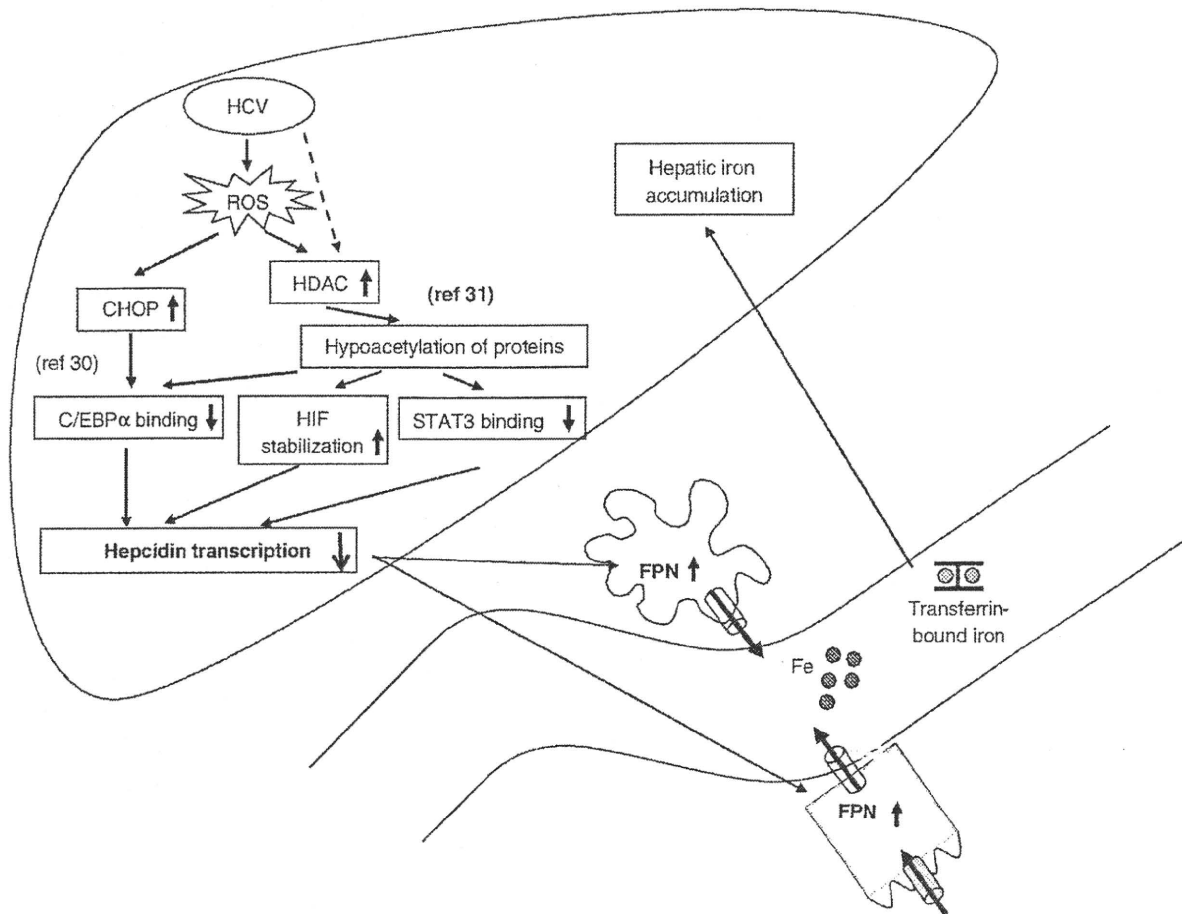 HCV
ROS
HDAC
(ref 31)
CHOP
Hypoacetylation of proteins
(ref 30)
C/EBPα binding
HIF
stabilization
STAT3 binding
Hepcidin transcription
Hepatic iron
accumulation
FPN
Transferrin-
bound iron
Fe
FPN